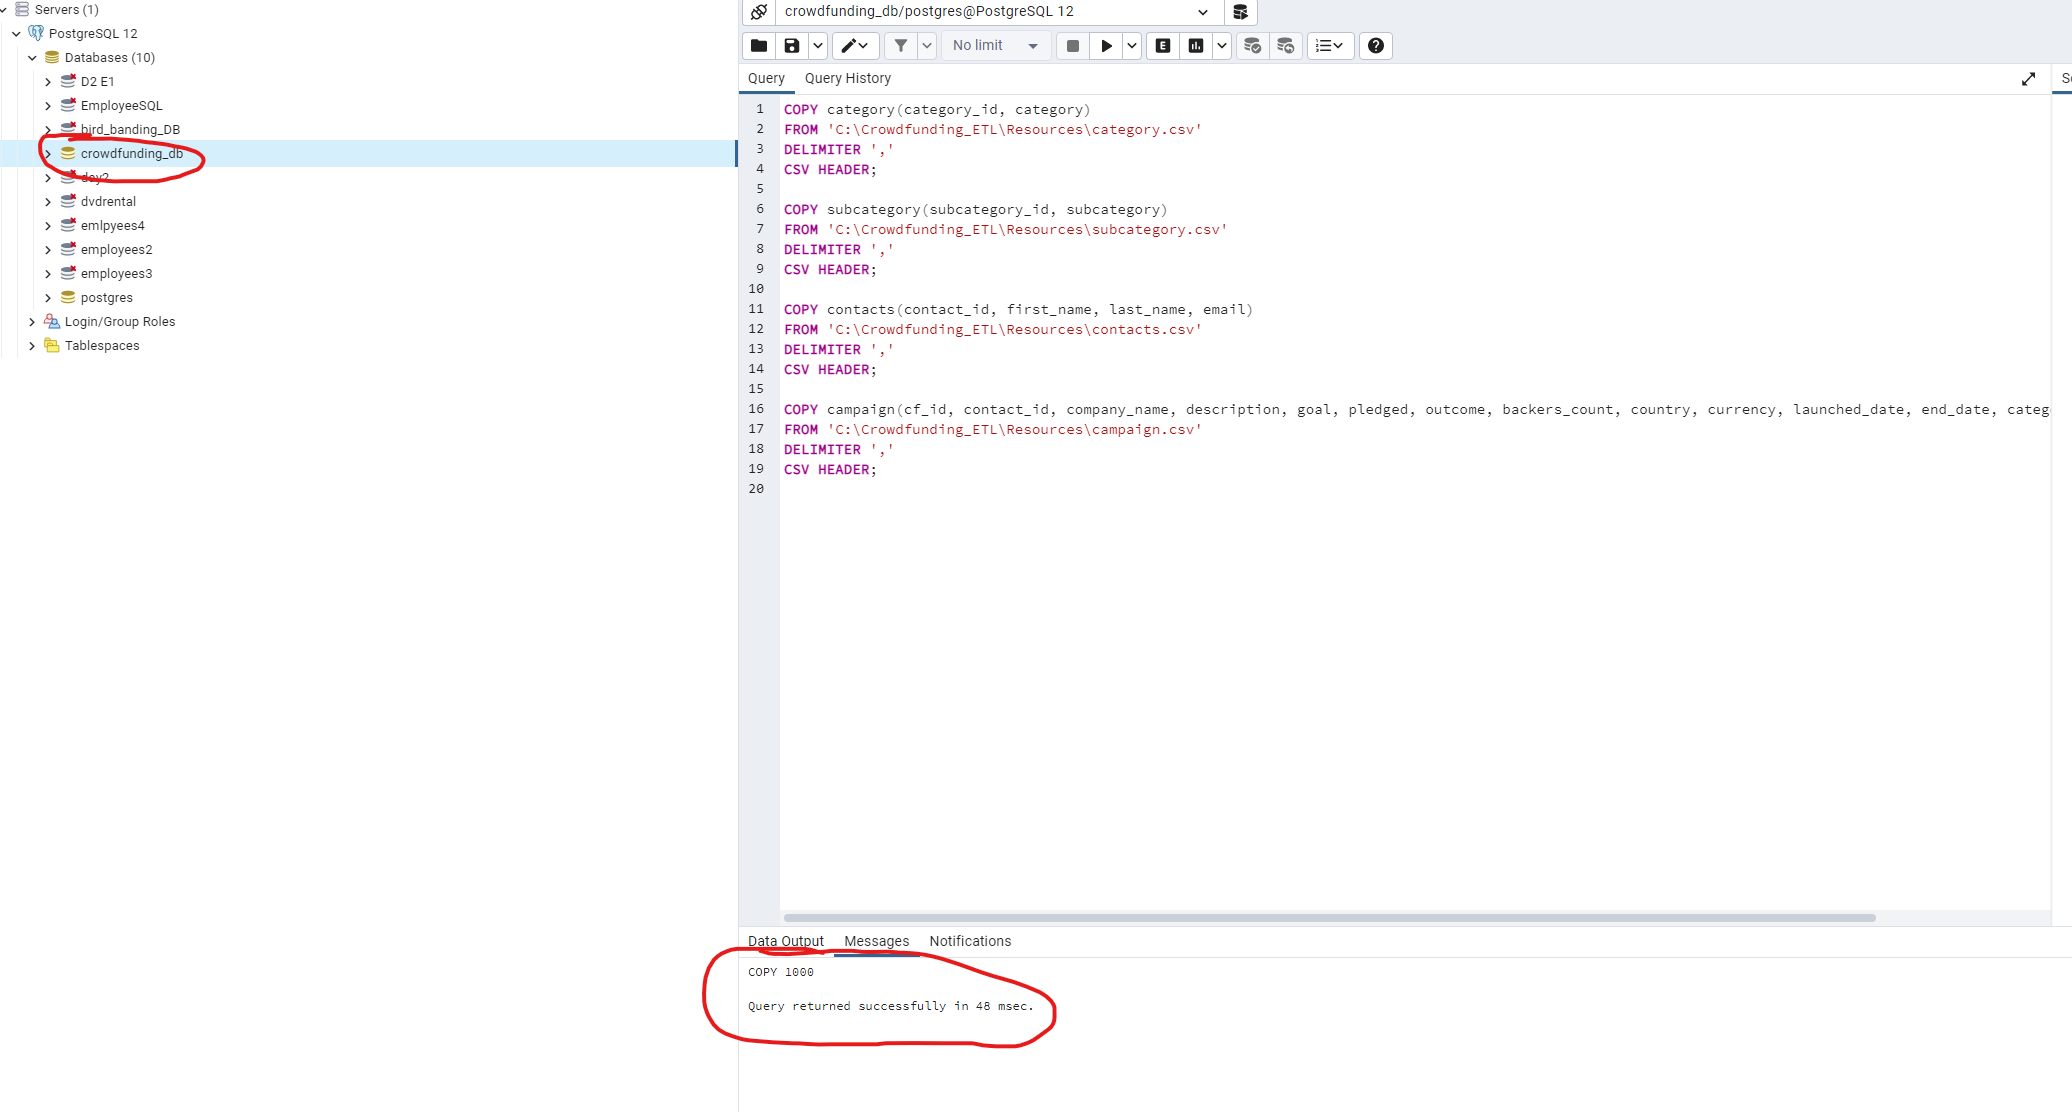 Servers (1)
PostgreSQL 12
Databases (10)
D2 E1
EmployeeSQL
bird_banding_DB
crowdfunding_db
day2
dvdrental
emlpyees4
employees2
employees3
postgres
Login/Group Roles
Tablespaces
crowdfunding_db/postgres@PostgreSQL 12
No limit
E
Query Query History
1 COPY category(category_id, category)
2 FROM 'C:\Crowdfunding_ETL\Resources\category.csv'
3 DELIMITER ','
4 CSV HEADER;
5
6 COPY subcategory(subcategory_id, subcategory)
7 FROM 'C:\Crowdfunding_ETL\Resources\subcategory.csv'
8 DELIMITER ','
9 CSV HEADER;
10
11 COPY contacts(contact_id, first_name, last_name, email)
12 FROM 'C:\Crowdfunding_ETL\Resources\contacts.csv'
13 DELIMITER ','
14 CSV HEADER;
15
16 COPY campaign(cf_id, contact_id, company_name, description, goal, pledged, outcome, backers_count, country, currency, launched_date, end_date, categ
17 FROM 'C:\Crowdfunding_ETL\Resources\campaign.csv'
18 DELIMITER ','
19 CSV HEADER;
20
Data Output Messages Notifications
COPY 1000
Query returned successfully in 48 msec.